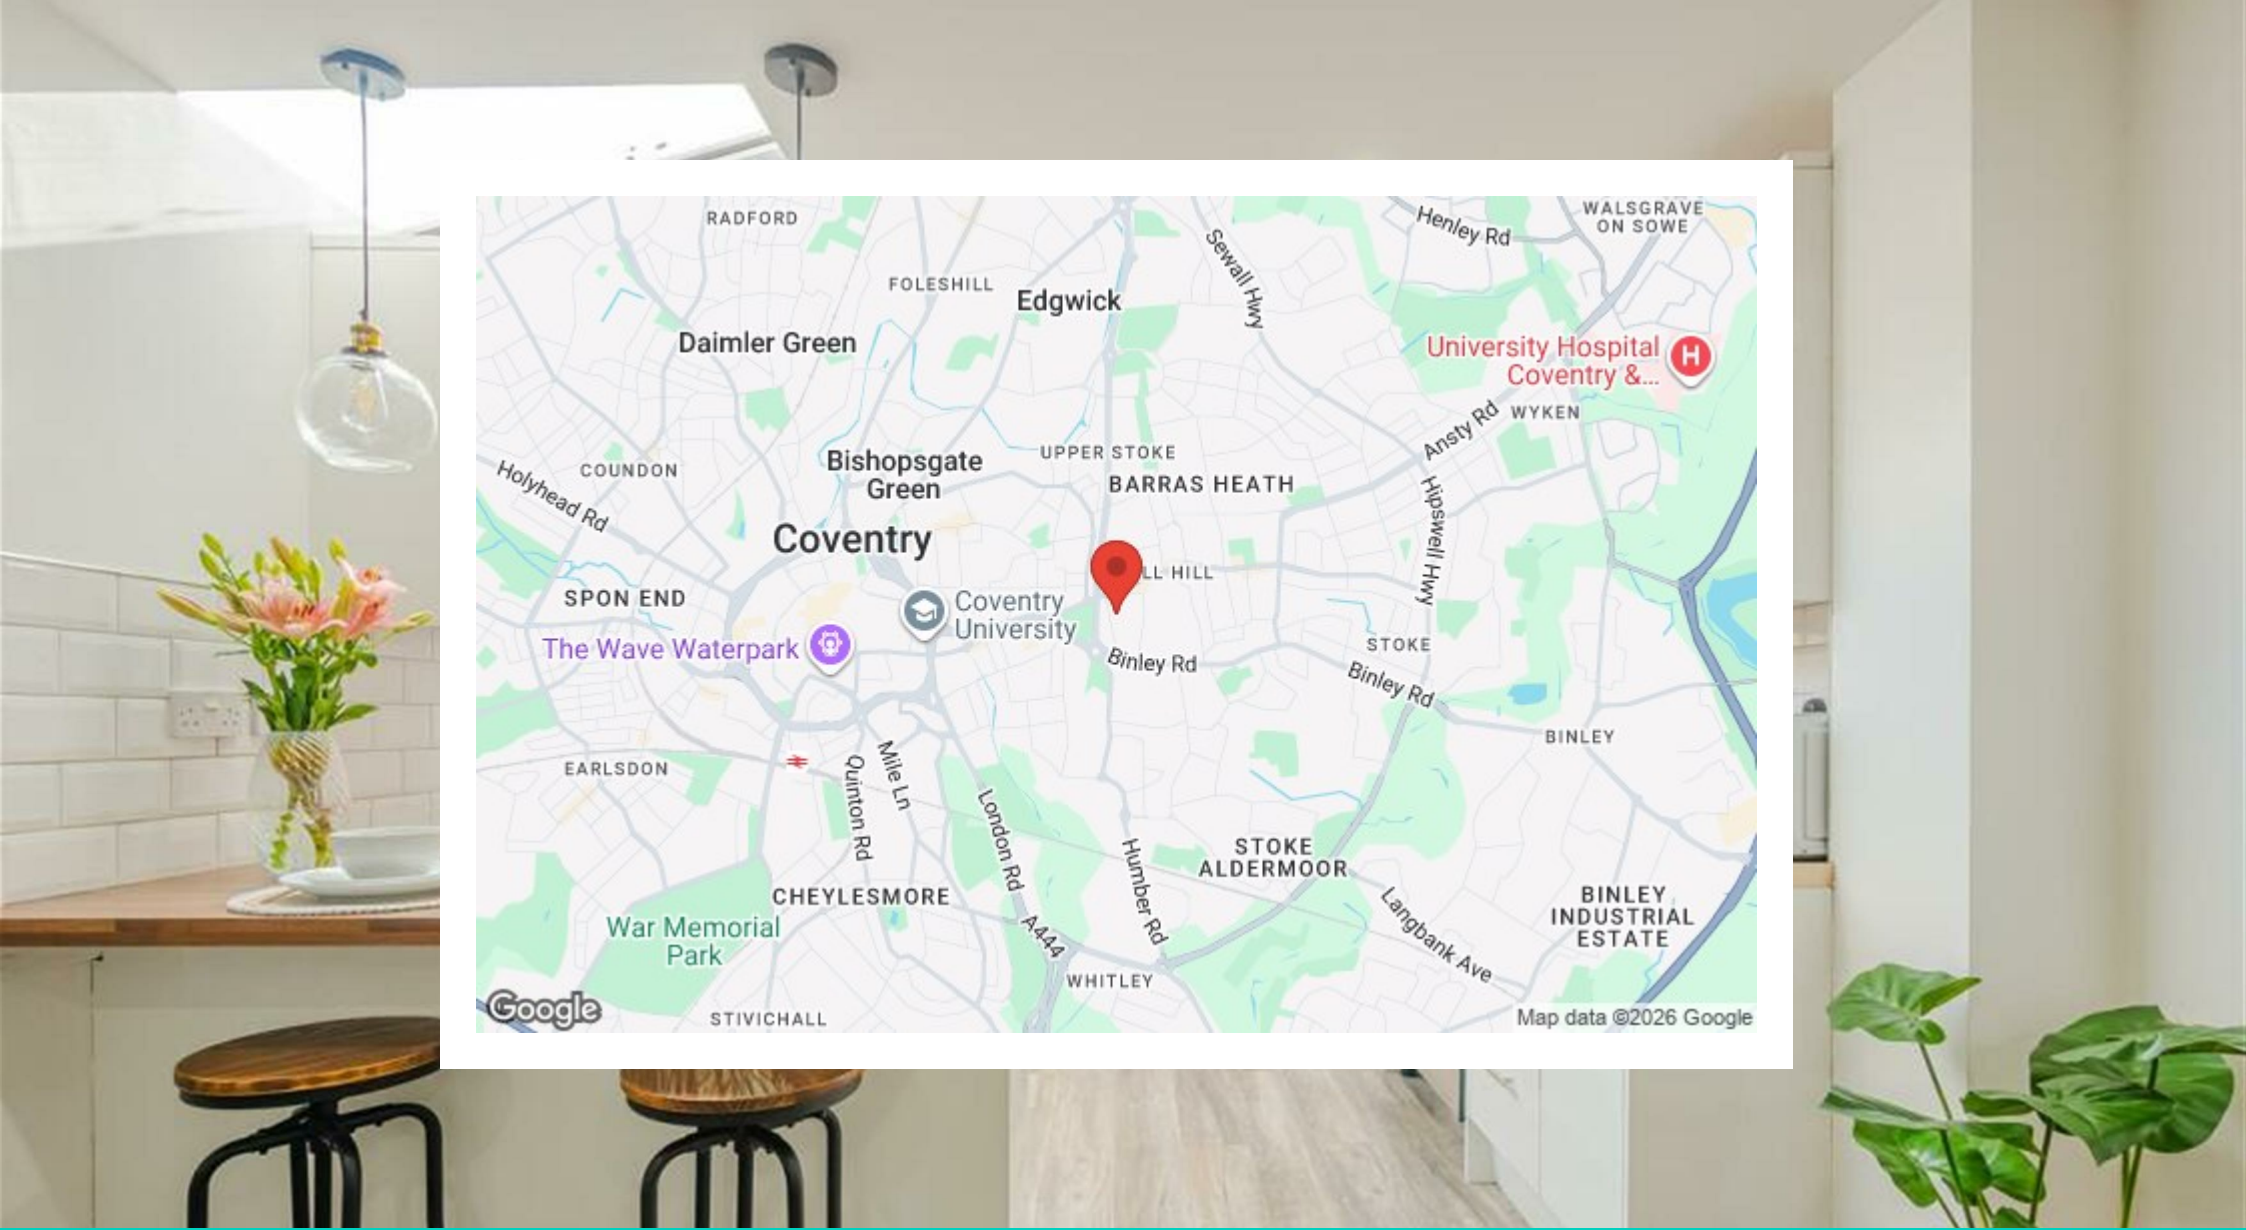 RADFORD
Henley Rd
WALSGRAVE
ON SOWE
Sewall Hwy
FOLESHILL
Edgwick
Daimler Green
University Hospital
Coventry &...
Ansty Rd
WYKEN
UPPER STOKE
Bishopsgate
Green
COUNDON
Holyhead Rd
BARRAS HEATH
Hipswell Hwy
Coventry
LL HILL
SPON END
Coventry
University
The Wave Waterpark
Binley Rd
STOKE
Binley Rd
BINLEY
EARLSDON
Mile Ln
Quinton Rd
London Rd
Humber Rd
STOKE
ALDERMOOR
CHEYLESMORE
Langbank Ave
BINLEY
INDUSTRIAL
ESTATE
War Memorial
Park
A444
WHITLEY
STIVICHALL
Google
Map data ©2026 Google